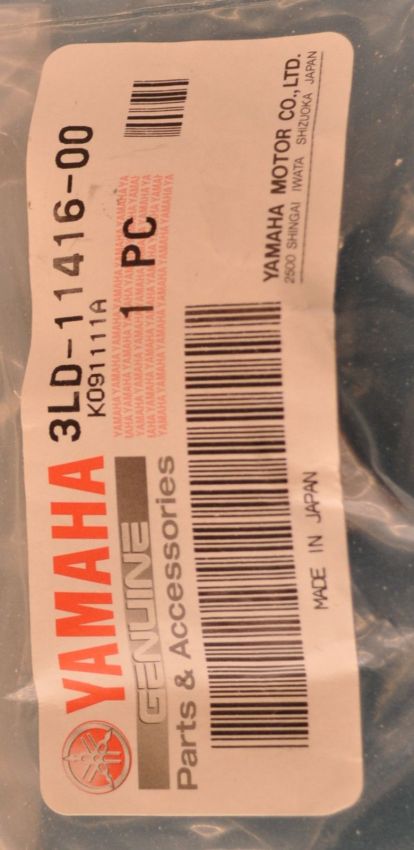 YAMAHA 3LD-11416-00
K091111A
GENUINE
Parts & Accessories
1 PC
YAMAHA MOTOR CO.,LTD.
2500 SHINGAI IWATA SHIZUOKA JAPAN
MADE IN JAPAN